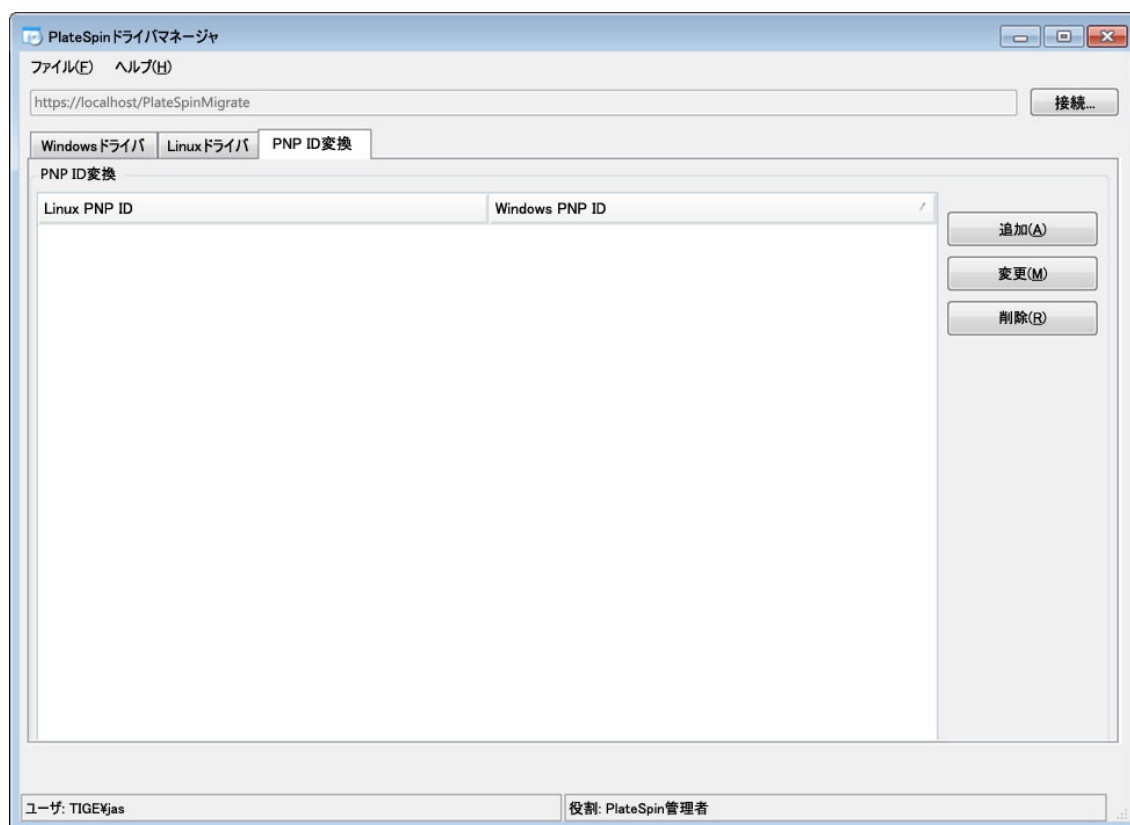 PlateSpinドライバマネージャ
ファイル(F) ヘルプ(H)
https://localhost/PlateSpinMigrate 接続...
Windowsドライバ Linuxドライバ PNP ID変換
PNP ID変換
Linux PNP ID Windows PNP ID
追加(A)
変更(M)
削除(R)
ユーザ: TIGE¥jas 役割: PlateSpin管理者